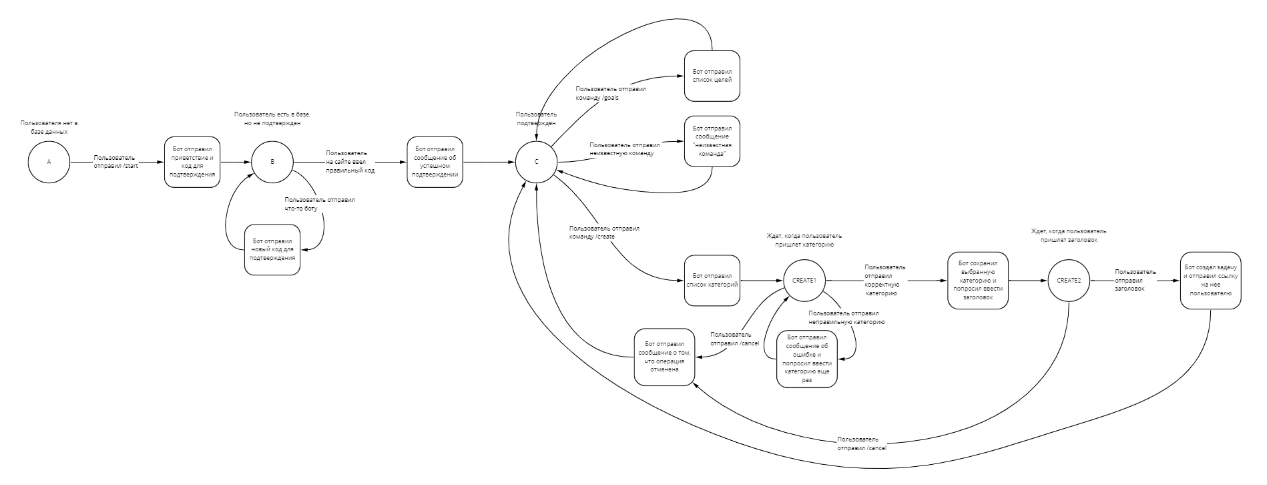 Пользователя нет в
базе данных
A
Пользователь
отправил /start
Бот отправил
приветствие и
код для
подтверждения
Пользователь есть в базе,
но не подтвержден
B
Пользователь
на сайте ввел
правильный код
Пользователь отправил
что-то боту
Бот отправил
новый код для
подтверждения
Бот отправил
сообщение об
успешном
подтверждении
Пользователь
подтвержден
C
Пользователь отправил
команду /goals
Бот отправил
список целей
Пользователь отправил
неизвестную команду
Бот отправил
сообщение
"неизвестная
команда"
Пользователь отправил
команду /create
Бот отправил
список категорий
Ждет, когда пользователь
пришлет категорию
CREATE1
Пользователь
отправил
корректную
категорию
Пользователь отправил
неправильную категорию
Бот отправил
сообщение об
ошибке и
попросил ввести
категорию еще
раз
Пользователь
отправил /cancel
Бот отправил
сообщение о том,
что операция
отменена
Бот сохранил
выбранную
категорию и
попросил ввести
заголовок
Ждет, когда пользователь
пришлет заголовок
CREATE2
Пользователь
отправил
заголовок
Бот создал задачу
и отправил ссылку
на нее
пользователю
Пользователь
отправил /cancel